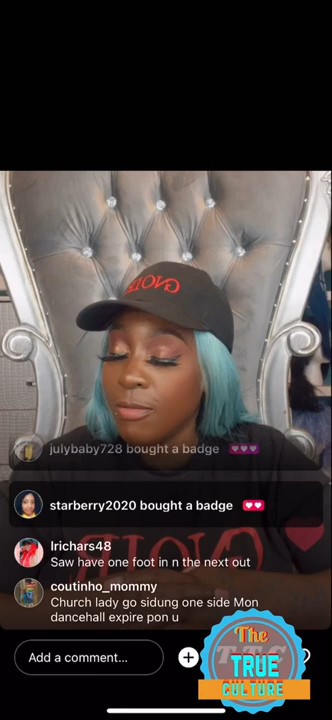 julybaby728 bought a badge
starberry2020 bought a badge
lrichars48
Saw have one foot in n the next out
coutinho_mommy
Church lady go sidung one side Mon
dancehall expire pon u
Add a comment...
The
T.T.C
TRUE
CULTURE